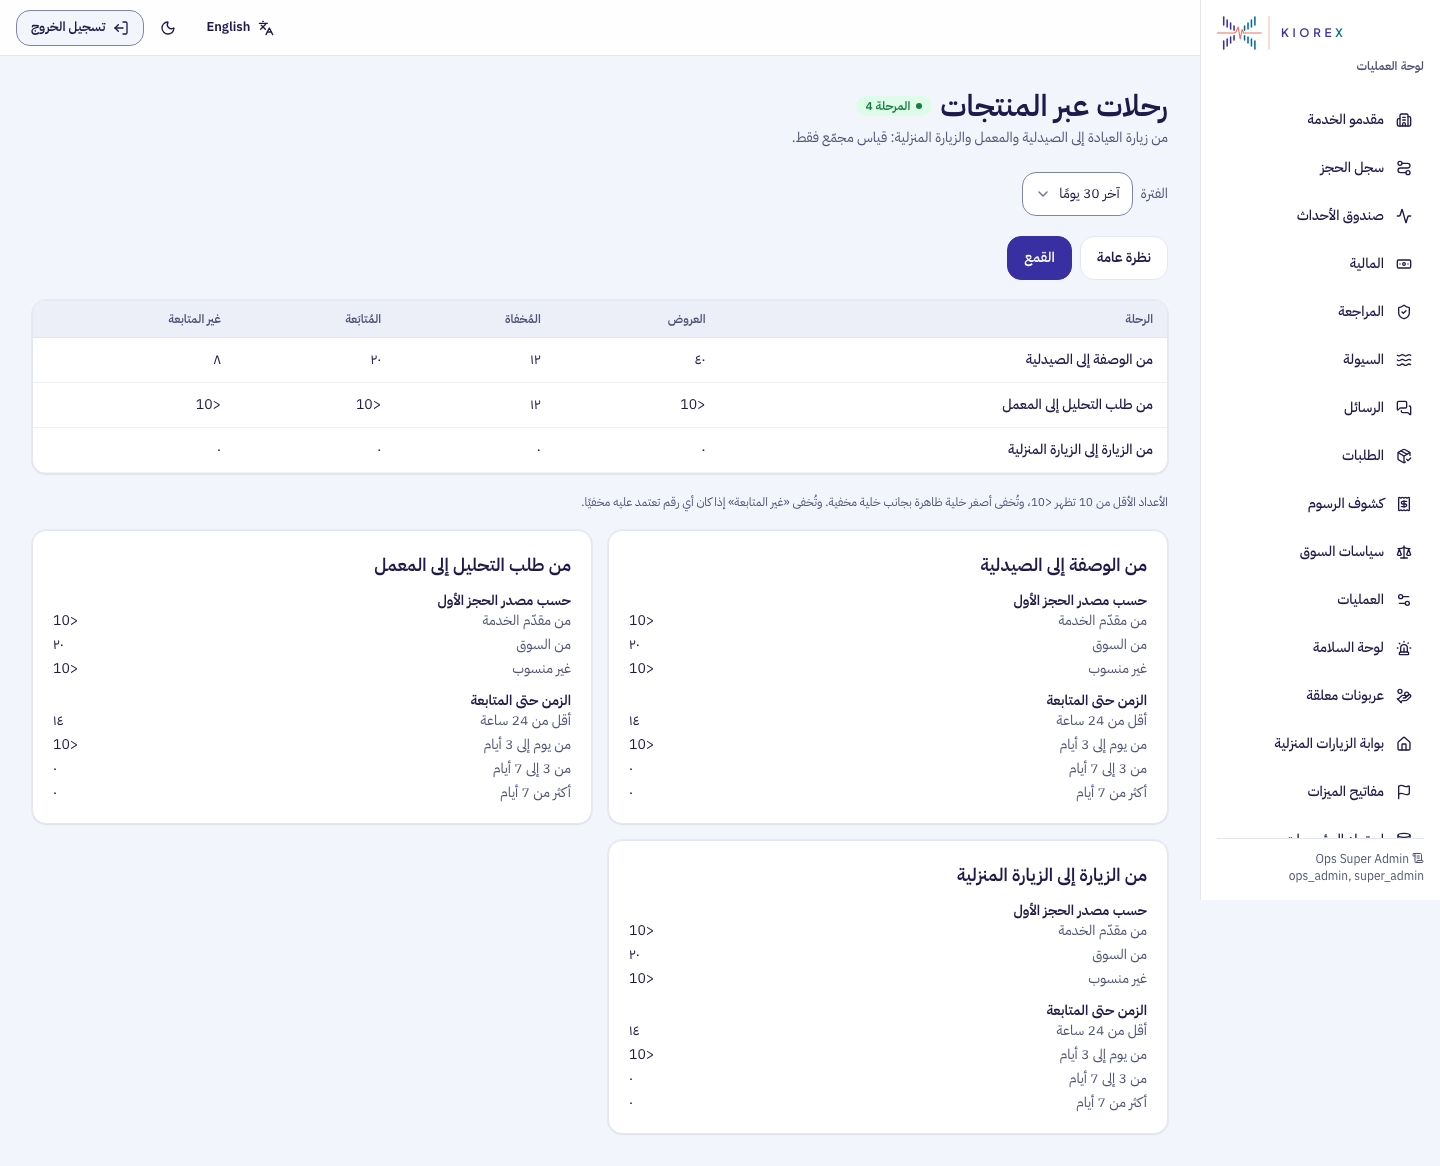 KIOREX
لوحة العمليات
مقدمو الخدمة
سجل الحجز
صندوق الأحداث
المالية
المراجعة
السيولة
الرسائل
الطلبات
كشوف الرسوم
سياسات السوق
العمليات
لوحة السلامة
عربونات معلقة
بوابة الزيارات المنزلية
مفاتيح الميزات
Ops Super Admin
ops_admin, super_admin
English
تسجيل الخروج
رحلات عبر المنتجات
المرحلة 4
من زيارة العيادة إلى الصيدلية والمعمل والزيارة المنزلية: قياس مجمّع فقط.
الفترة
آخر 30 يومًا
نظرة عامة
القمع
الرحلة العروض المُخفاة المُتابَعة غير المتابعة
من الوصفة إلى الصيدلية ٤٠ ١٢ ٢٠ ٨
من طلب التحليل إلى المعمل <10 ١٢ <10 <10
من الزيارة إلى الزيارة المنزلية ٠ ٠ ٠ ٠
الأعداد الأقل من 10 تظهر <10، وتُخفى أصغر خلية ظاهرة بجانب خلية مخفية. وتُخفى «غير المتابعة» إذا كان أي رقم تعتمد عليه مخفيًا.
من الوصفة إلى الصيدلية
حسب مصدر الحجز الأول
من مقدّم الخدمة <10
من السوق ٢٠
غير منسوب <10
الزمن حتى المتابعة
أقل من 24 ساعة ١٤
من يوم إلى 3 أيام <10
من 3 إلى 7 أيام ٠
أكثر من 7 أيام ٠
من طلب التحليل إلى المعمل
حسب مصدر الحجز الأول
من مقدّم الخدمة <10
من السوق ٢٠
غير منسوب <10
الزمن حتى المتابعة
أقل من 24 ساعة ١٤
من يوم إلى 3 أيام <10
من 3 إلى 7 أيام ٠
أكثر من 7 أيام ٠
من الزيارة إلى الزيارة المنزلية
حسب مصدر الحجز الأول
من مقدّم الخدمة <10
من السوق ٢٠
غير منسوب <10
الزمن حتى المتابعة
أقل من 24 ساعة ١٤
من يوم إلى 3 أيام <10
من 3 إلى 7 أيام ٠
أكثر من 7 أيام ٠